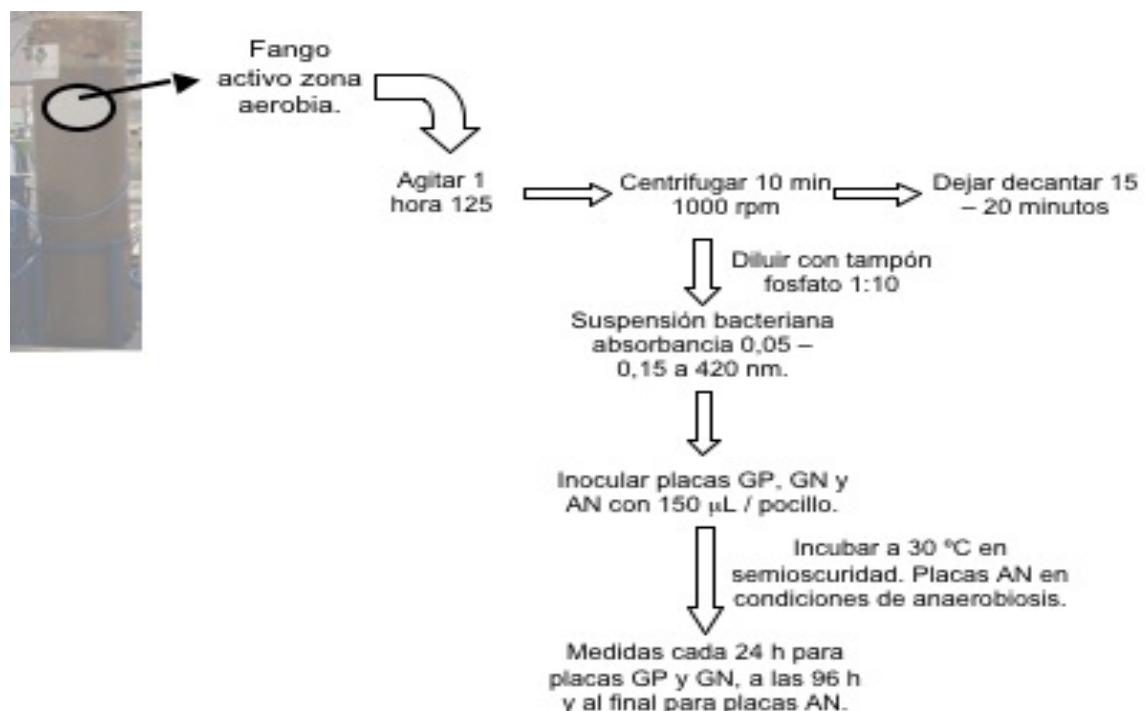 Fango
activo zona
aerobia.
Agitar 1
hora 125
Centrifugar 10 min
1000 rpm
Dejar decantar 15
– 20 minutos
Diluir con tampón
fosfato 1:10
Suspensión bacteriana
absorbancia 0,05 –
0,15 a 420 nm.
Inocular placas GP, GN y
AN con 150 µL / pocillo.
Incubar a 30 ºC en
semioscuridad. Placas AN en
condiciones de anaerobiosis.
Medidas cada 24 h para
placas GP y GN, a las 96 h
y al final para placas AN.